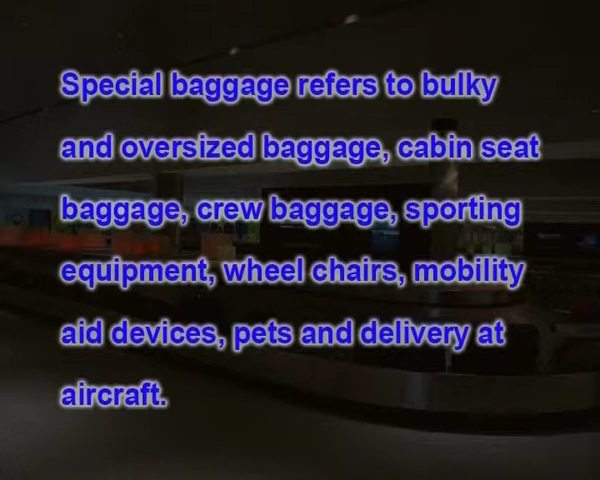 Special baggage refers to bulky
and oversized baggage, cabin seat
baggage, crew baggage, sporting
equipment, wheel chairs, mobility
aid devices, pets and delivery at
aircraft.